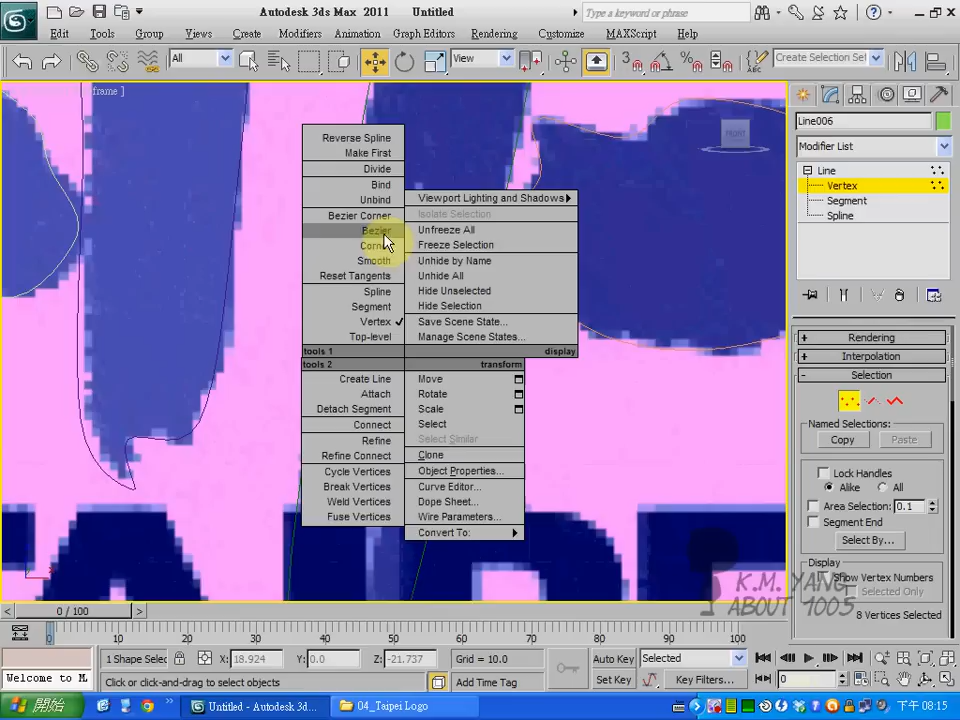 Autodesk 3ds Max 2011 Untitled
Type a keyword or phrase
Edit Tools Group Views Create Modifiers Animation Graph Editors Rendering Customize MAXScript Help
All View 3 Create Selection Set
frame ]
FRONT
Reverse Spline
Make First
Divide
Bind
Unbind
Bezier Corner
Bezier
Corner
Smooth
Reset Tangents
Spline
Segment
Vertex
Top-level
tools 1
Viewport Lighting and Shadows
Isolate Selection
Unfreeze All
Freeze Selection
Unhide by Name
Unhide All
Hide Unselected
Hide Selection
Save Scene State...
Manage Scene States...
display
tools 2
Create Line
Attach
Detach Segment
Connect
Refine
Refine Connect
Cycle Vertices
Break Vertices
Weld Vertices
Fuse Vertices
transform
Move
Rotate
Scale
Select
Select Similar
Clone
Object Properties...
Curve Editor...
Dope Sheet...
Wire Parameters...
Convert To:
Line006
Modifier List
Line
Vertex
Segment
Spline
+ Rendering
+ Interpolation
- Selection
Named Selections:
Copy Paste
Lock Handles
Alike All
Area Selection: 0.1
Segment End
Select By...
Display
Show Vertex Numbers
Selected Only
8 Vertices Selected
K.M. YANG
ABOUT 1005
< 0 / 100 >
0 10 20 30 40 50 60 70 80 90 100
1 Shape Selec X: 18.924 Y: 0.0 Z: -21.737 Grid = 10.0 Auto Key Selected
Welcome to M Click or click-and-drag to select objects Add Time Tag Set Key Key Filters... 0
開始 Untitled - Autodesk 3... 04_Taipei Logo 下午 08:15